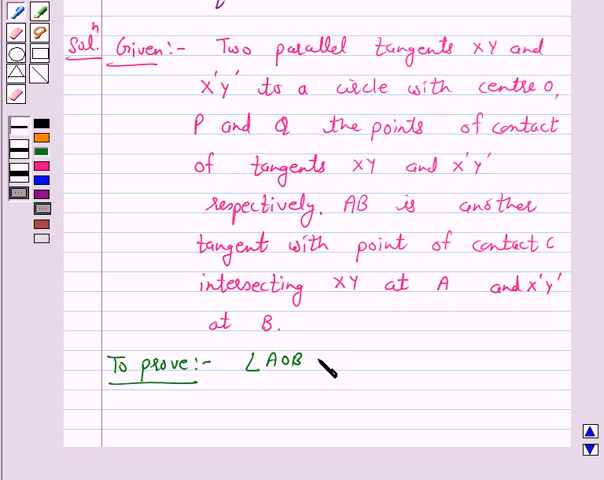 Solⁿ. Given:- Two parallel tangents XY and
X'Y' to a circle with centre O,
P and Q the points of contact
of tangents XY and X'Y'
respectively. AB is another
tangent with point of contact C
intersecting XY at A and X'Y'
at B.
To prove:- ∠AOB